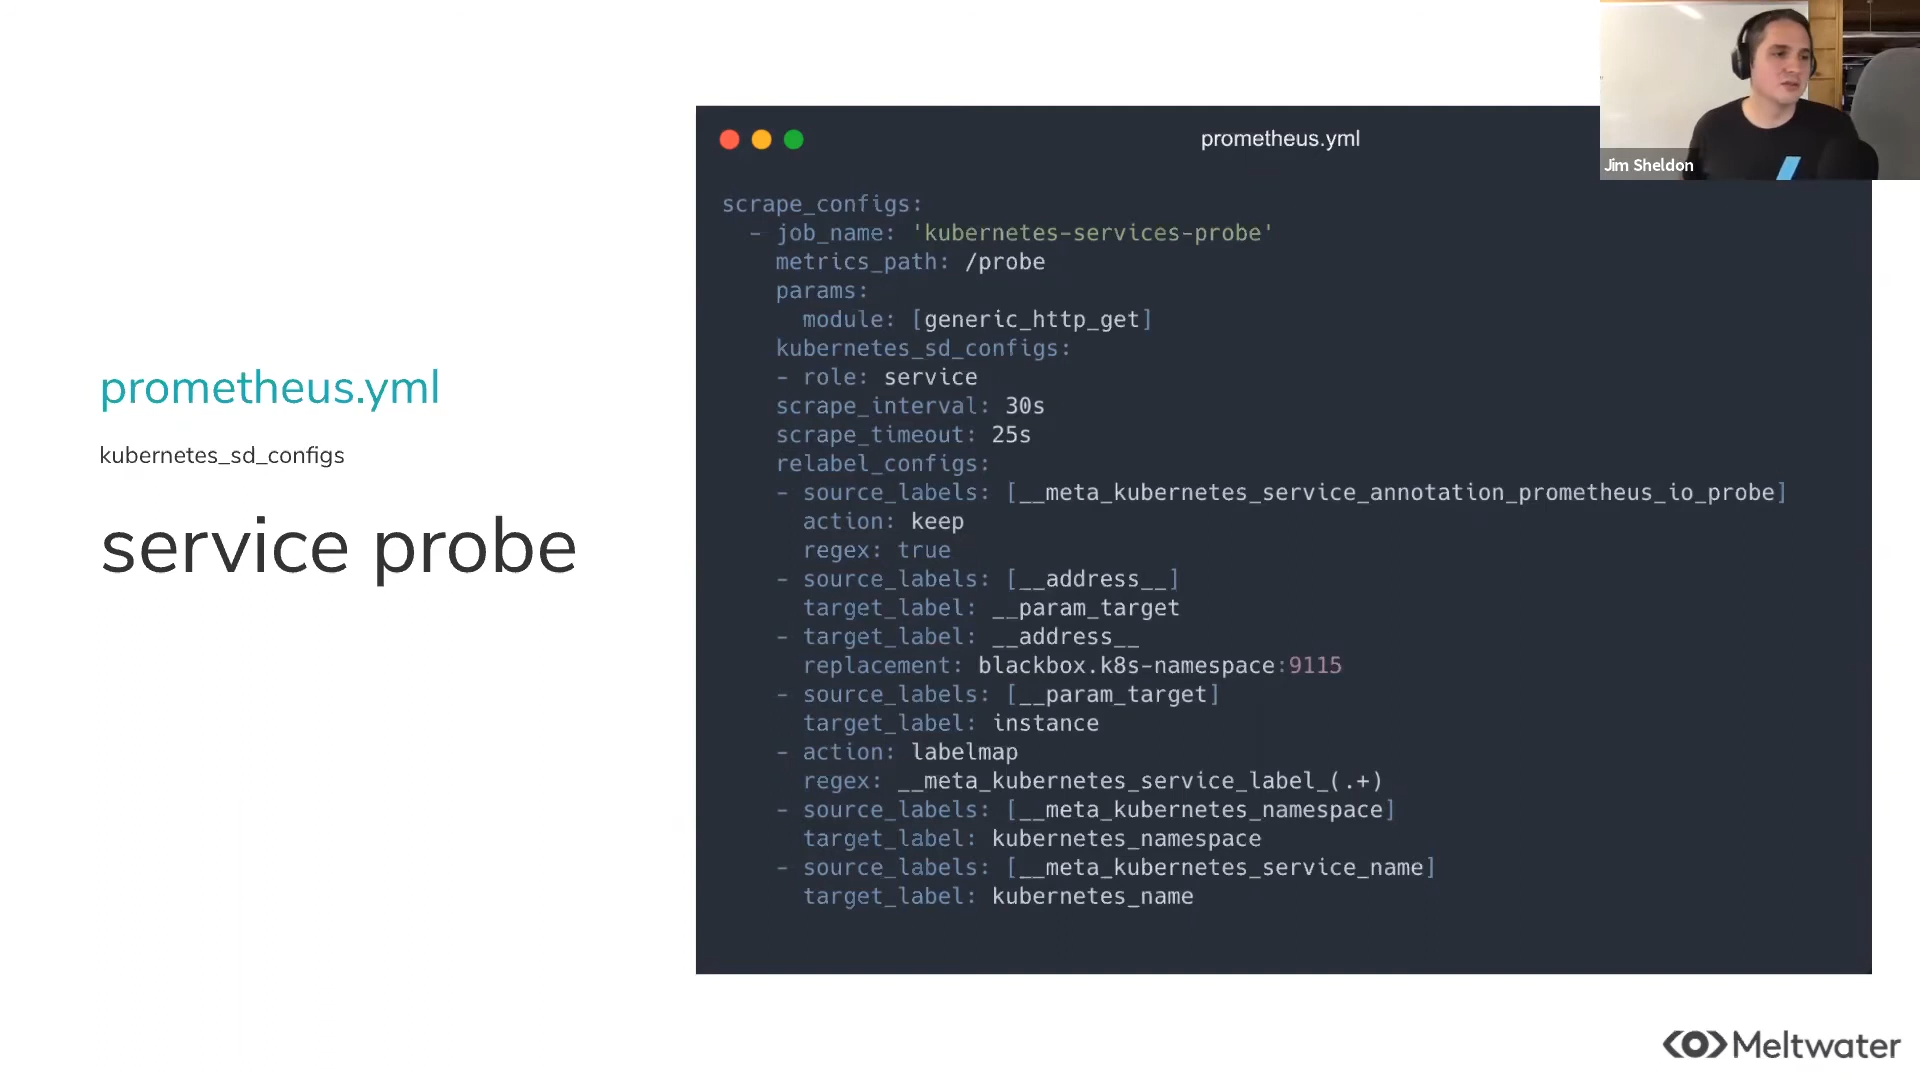 prometheus.yml
kubernetes_sd_configs
service probe
prometheus.yml
scrape_configs:
  - job_name: 'kubernetes-services-probe'
    metrics_path: /probe
    params:
      module: [generic_http_get]
    kubernetes_sd_configs:
    - role: service
    scrape_interval: 30s
    scrape_timeout: 25s
    relabel_configs:
    - source_labels: [__meta_kubernetes_service_annotation_prometheus_io_probe]
      action: keep
      regex: true
    - source_labels: [__address__]
      target_label: __param_target
    - target_label: __address__
      replacement: blackbox.k8s-namespace:9115
    - source_labels: [__param_target]
      target_label: instance
    - action: labelmap
      regex: __meta_kubernetes_service_label_(.+)
    - source_labels: [__meta_kubernetes_namespace]
      target_label: kubernetes_namespace
    - source_labels: [__meta_kubernetes_service_name]
      target_label: kubernetes_name
Jim Sheldon
Meltwater